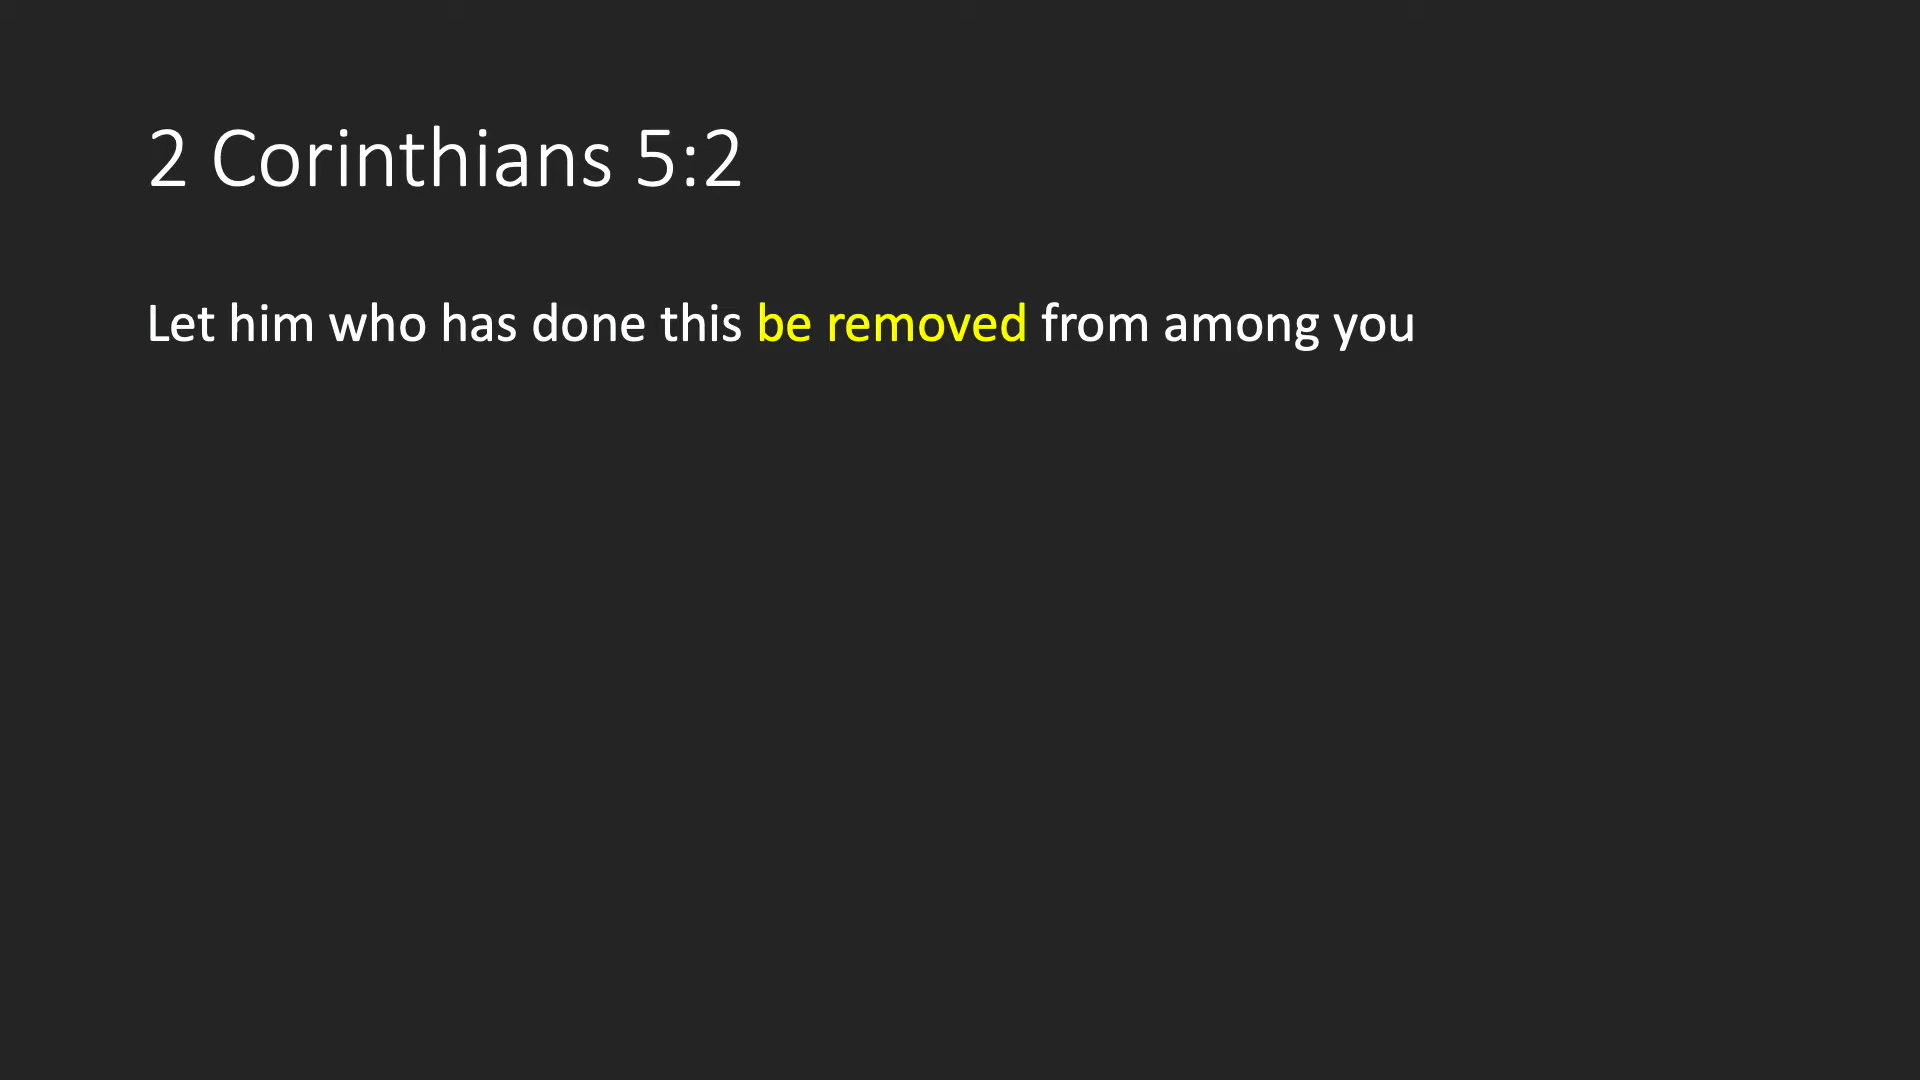 2 Corinthians 5:2
Let him who has done this be removed from among you